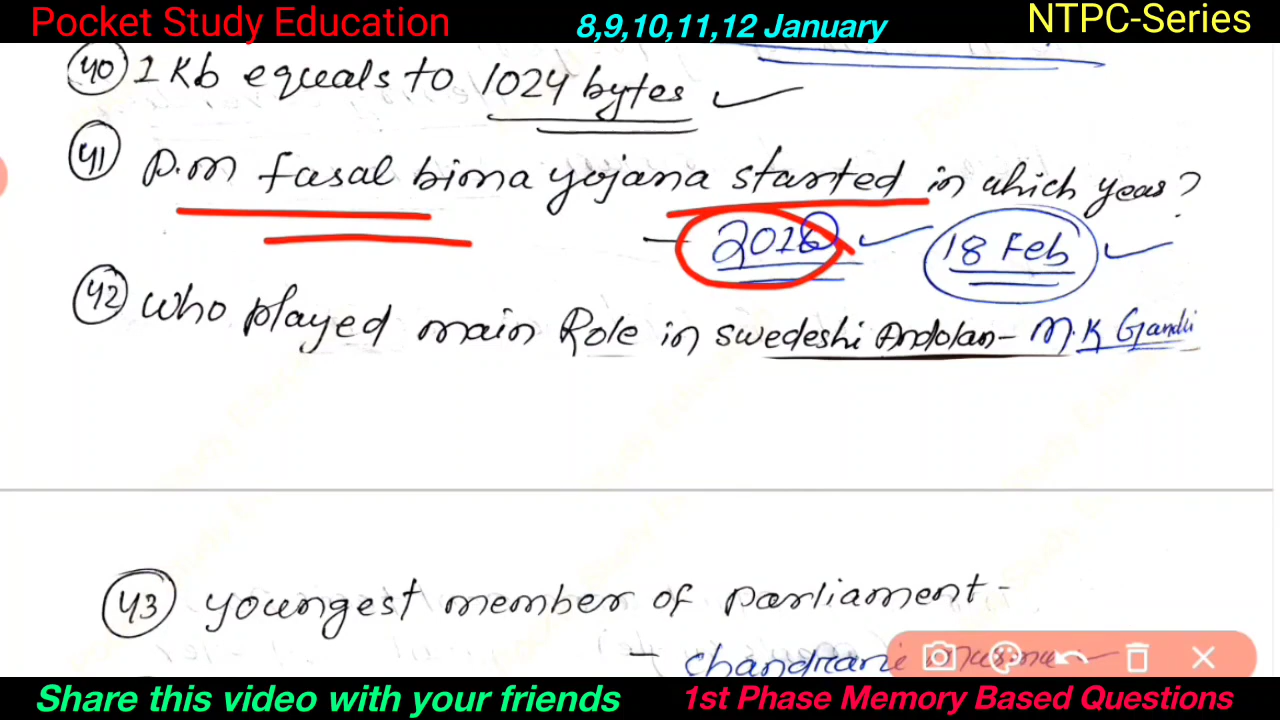 Pocket Study Education
8,9,10,11,12 January
NTPC-Series
40 1 Kb equals to 1024 bytes
41 P.m fasal bima yojana started in which year?
- 2016 18 Feb
42 who played main Role in swedeshi Andolan - M.K Gandhi
43 youngest member of parliament -
- chandrani
Share this video with your friends
1st Phase Memory Based Questions